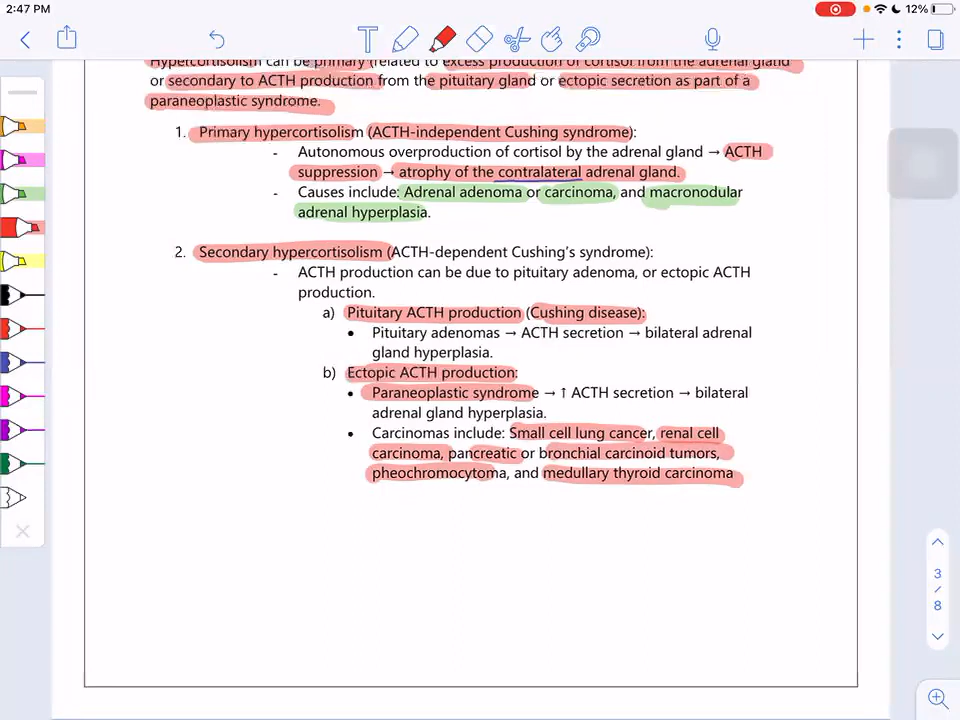 2:47 PM
12%
Hypercortisolism can be primary (related to excess production of cortisol from the adrenal gland
or secondary to ACTH production from the pituitary gland or ectopic secretion as part of a
paraneoplastic syndrome.
1. Primary hypercortisolism (ACTH-independent Cushing syndrome):
- Autonomous overproduction of cortisol by the adrenal gland → ACTH
suppression → atrophy of the contralateral adrenal gland.
- Causes include: Adrenal adenoma or carcinoma, and macronodular
adrenal hyperplasia.
2. Secondary hypercortisolism (ACTH-dependent Cushing's syndrome):
- ACTH production can be due to pituitary adenoma, or ectopic ACTH
production.
a) Pituitary ACTH production (Cushing disease):
• Pituitary adenomas → ACTH secretion → bilateral adrenal
gland hyperplasia.
b) Ectopic ACTH production:
• Paraneoplastic syndrome → ↑ ACTH secretion → bilateral
adrenal gland hyperplasia.
• Carcinomas include: Small cell lung cancer, renal cell
carcinoma, pancreatic or bronchial carcinoid tumors,
pheochromocytoma, and medullary thyroid carcinoma
3
/
8